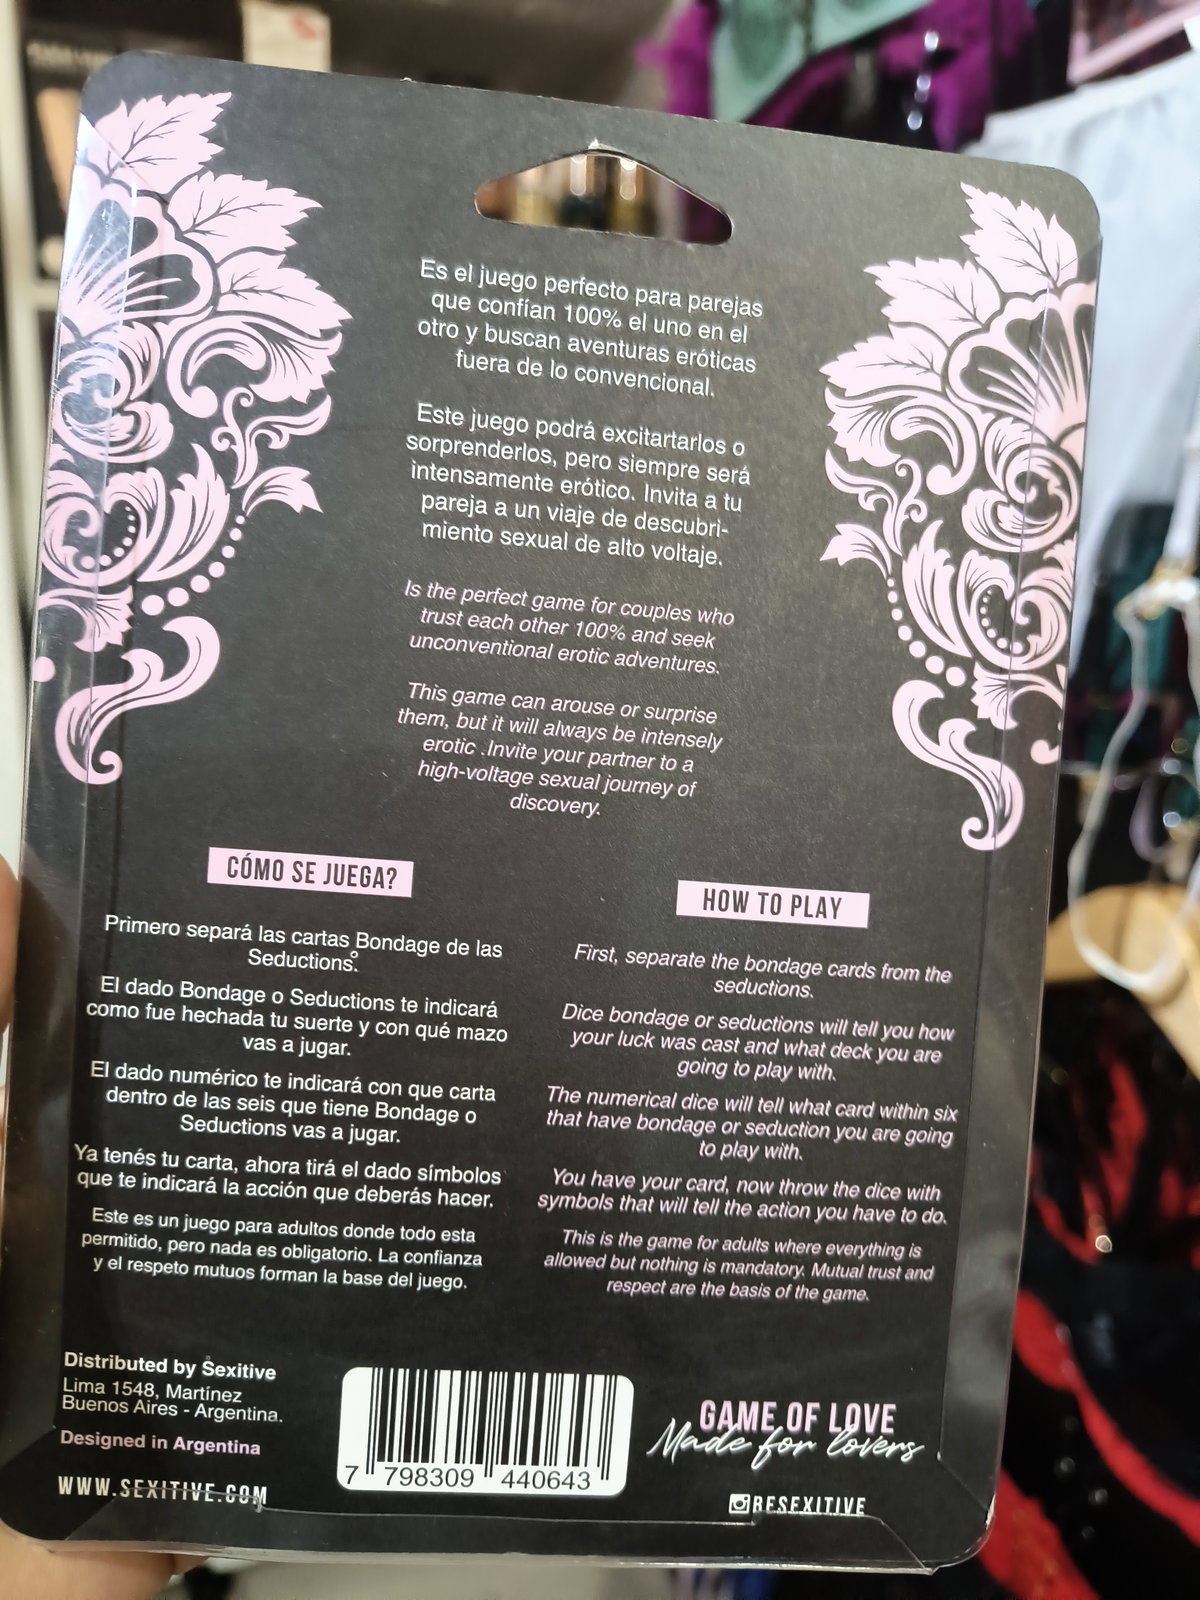 Es el juego perfecto para parejas
que confían 100% el uno en el
otro y buscan aventuras eróticas
fuera de lo convencional.
Este juego podrá excitartarlos o
sorprenderlos, pero siempre será
intensamente erótico. Invita a tu
pareja a un viaje de descubri-
miento sexual de alto voltaje.
Is the perfect game for couples who
trust each other 100% and seek
unconventional erotic adventures.
This game can arouse or surprise
them, but it will always be intensely
erotic .Invite your partner to a
high-voltage sexual journey of
discovery.
CÓMO SE JUEGA?
Primero separá las cartas Bondage de las
Seductions.
El dado Bondage o Seductions te indicará
como fue hechada tu suerte y con qué mazo
vas a jugar.
El dado numérico te indicará con que carta
dentro de las seis que tiene Bondage o
Seductions vas a jugar.
Ya tenés tu carta, ahora tirá el dado símbolos
que te indicará la acción que deberás hacer.
Este es un juego para adultos donde todo esta
permitido, pero nada es obligatorio. La confianza
y el respeto mutuos forman la base del juego.
HOW TO PLAY
First, separate the bondage cards from the
seductions.
Dice bondage or seductions will tell you how
your luck was cast and what deck you are
going to play with.
The numerical dice will tell what card within six
that have bondage or seduction you are going
to play with.
You have your card, now throw the dice with
symbols that will tell the action you have to do.
This is the game for adults where everything is
allowed but nothing is mandatory. Mutual trust and
respect are the basis of the game.
Distributed by Sexitive
Lima 1548, Martínez
Buenos Aires - Argentina.
Designed in Argentina
WWW.SEXITIVE.COM
7 798309 440643
GAME OF LOVE
Made for lovers
BESEXITIVE